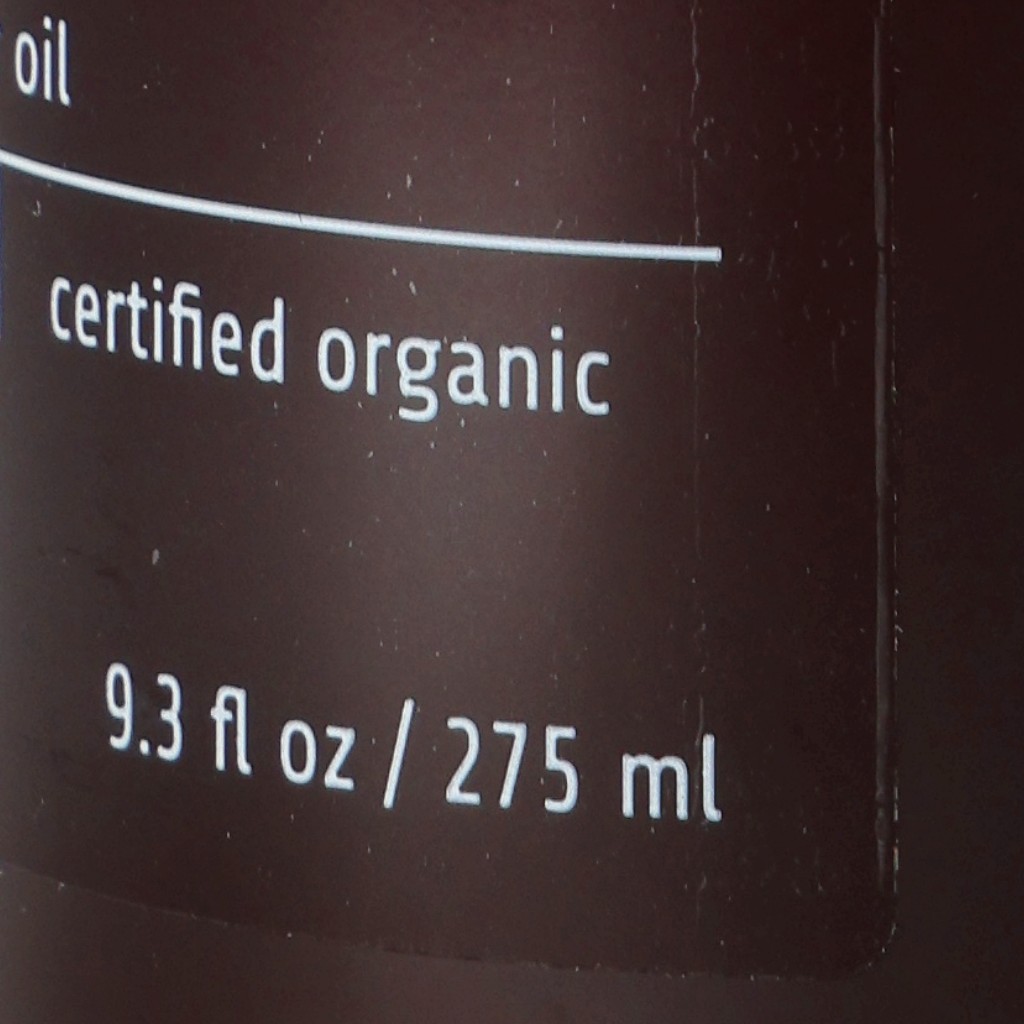 oil
certified organic
9.3 fl oz / 275 ml